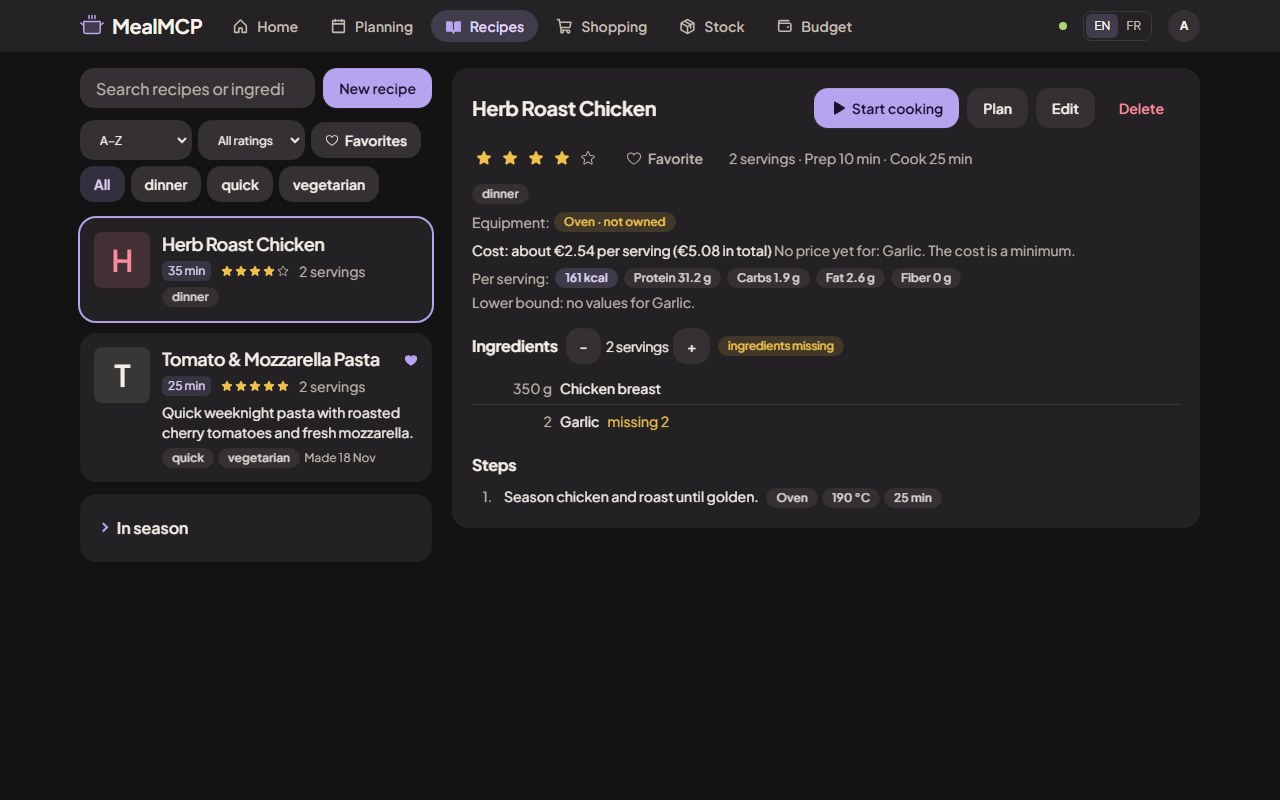 MealMCP Home Planning Recipes Shopping Stock Budget EN FR A
Search recipes or ingredi New recipe
A–Z All ratings Favorites
All dinner quick vegetarian
H
Herb Roast Chicken
35 min 2 servings
dinner
T
Tomato & Mozzarella Pasta
25 min 2 servings
Quick weeknight pasta with roasted
cherry tomatoes and fresh mozzarella.
quick vegetarian Made 18 Nov
In season
Herb Roast Chicken Start cooking Plan Edit Delete
Favorite 2 servings · Prep 10 min · Cook 25 min
dinner
Equipment: Oven · not owned
Cost: about €2.54 per serving (€5.08 in total) No price yet for: Garlic. The cost is a minimum.
Per serving: 161 kcal Protein 31.2 g Carbs 1.9 g Fat 2.6 g Fiber 0 g
Lower bound: no values for Garlic.
Ingredients - 2 servings + ingredients missing
350 g Chicken breast
2 Garlic missing 2
Steps
1. Season chicken and roast until golden. Oven 190 °C 25 min